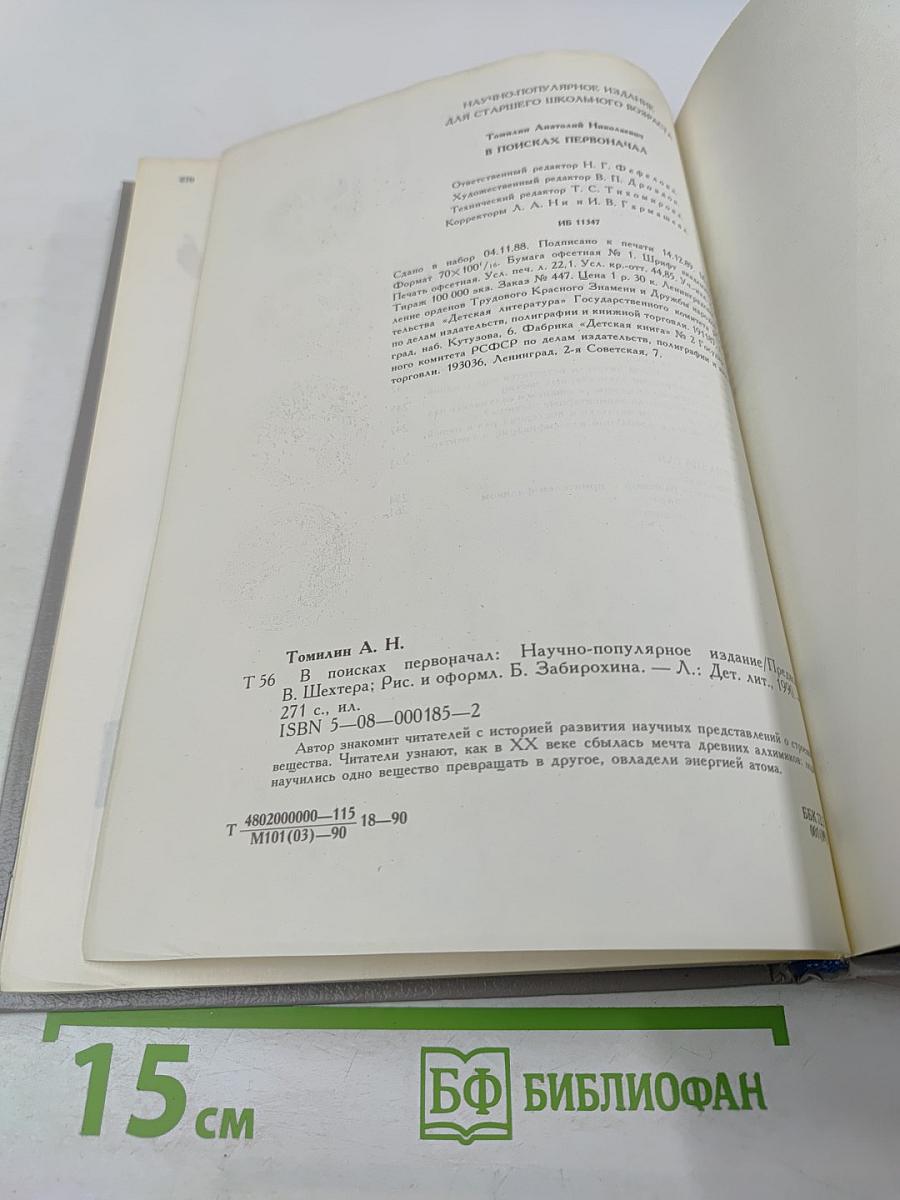 270
НАУЧНО-ПОПУЛЯРНОЕ ИЗДАНИЕ
ДЛЯ СТАРШЕГО ШКОЛЬНОГО ВОЗРАСТА
Томилин Анатолий Николаевич
В ПОИСКАХ ПЕРВОНАЧАЛ
Ответственный редактор Н. Г. Фефелова.
Художественный редактор В. П. Дроздов.
Технический редактор Т. С. Тихомирова.
Корректоры Л. А. Ни и И. В. Гармашева
ИБ 11347
Сдано в набор 04.11.88. Подписано к печати 14.12.89.
Формат 70×100¹/₁₆. Бумага офсетная № 1. Шрифт
Печать офсетная. Усл. печ. л. 22,1. Усл. кр.-отт. 44,85.
Тираж 100 000 экз. Заказ № 447. Цена 1 р. 30 к.
ление орденов Трудового Красного Знамени и Дружбы
тельства «Детская литература» Государственного комитета
по делам издательств, полиграфии и книжной торговли.
град, наб. Кутузова, 6. Фабрика «Детская книга» № 2
ного комитета РСФСР по делам издательств, полиграфии и
торговли. 193036, Ленинград, 2-я Советская, 7.
Томилин А. Н.
Т 56 В поисках первоначал: Научно-популярное издание/
В. Шехтера; Рис. и оформл. Б. Забирохина. — Л.: Дет. лит., 1990.
271 с., ил.
ISBN 5—08—000185—2
Автор знакомит читателей с историей развития научных представлений о
вещества. Читатели узнают, как в XX веке сбылась мечта древних алхимиков:
научились одно вещество превращать в другое, овладели энергией атома.
Т 4802000000—115 18—90
М101(03)—90
ББК
15 см
БФ БИБЛИОФАН